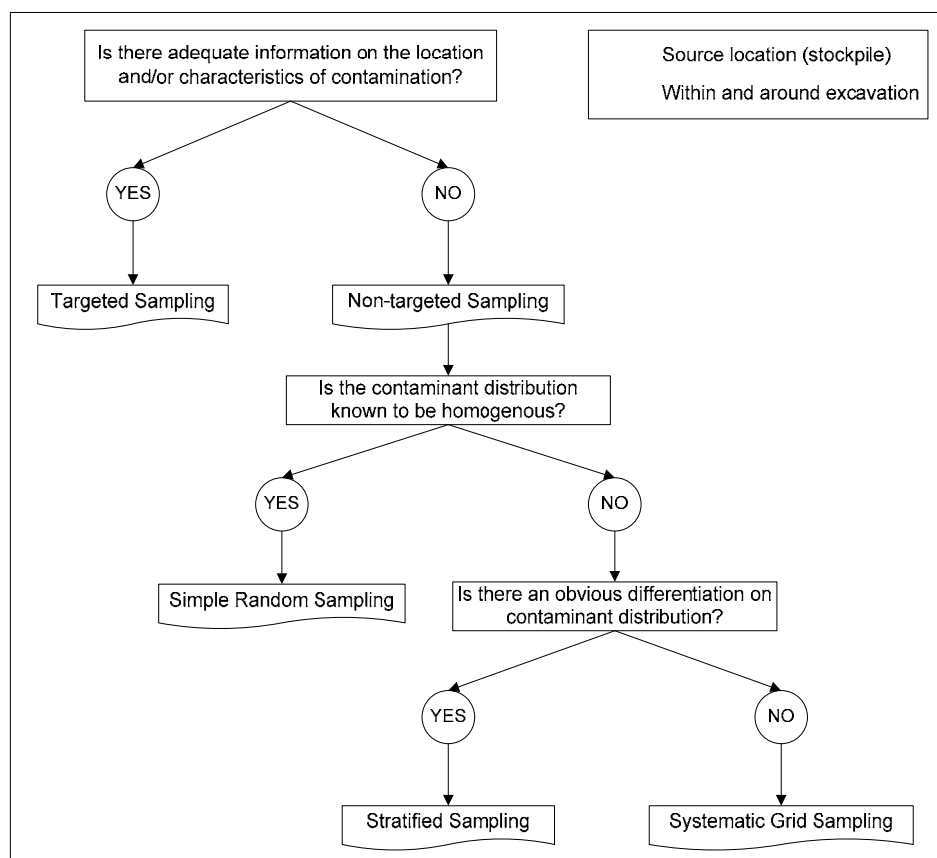 Is there adequate information on the location
and/or characteristics of contamination?
Source location (stockpile)
Within and around excavation
YES
NO
Targeted Sampling
Non-targeted Sampling
Is the contaminant distribution
known to be homogenous?
YES
NO
Simple Random Sampling
Is there an obvious differentiation on
contaminant distribution?
YES
NO
Stratified Sampling
Systematic Grid Sampling